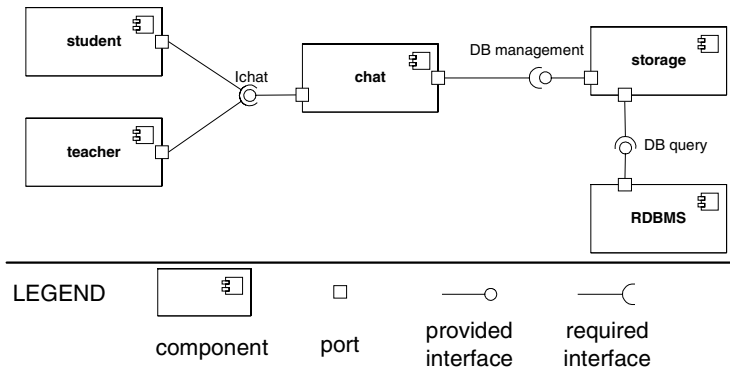 student
Ichat
teacher
chat
DB management
storage
DB query
RDBMS
LEGEND
component
port
provided
interface
required
interface